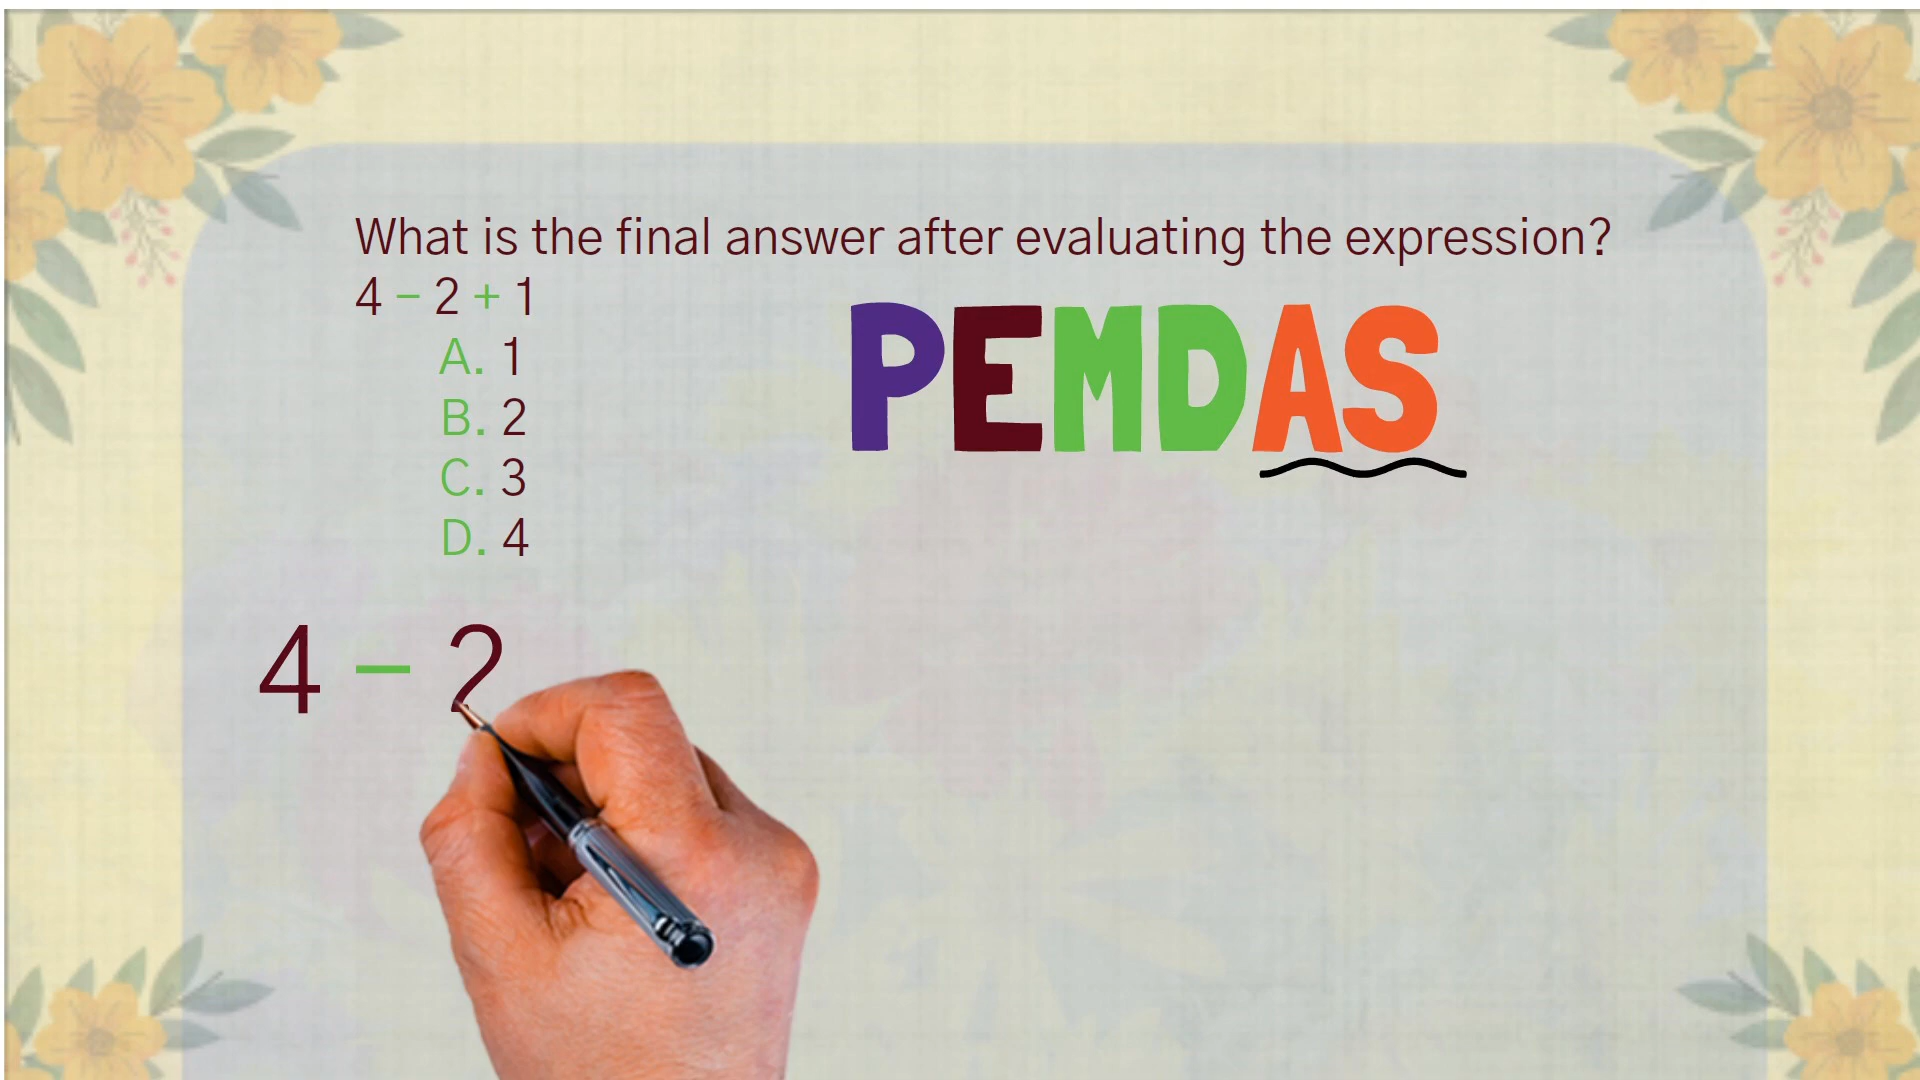 What is the final answer after evaluating the expression?
4 − 2 + 1
A. 1
B. 2
C. 3
D. 4
PEMDAS
4 − 2